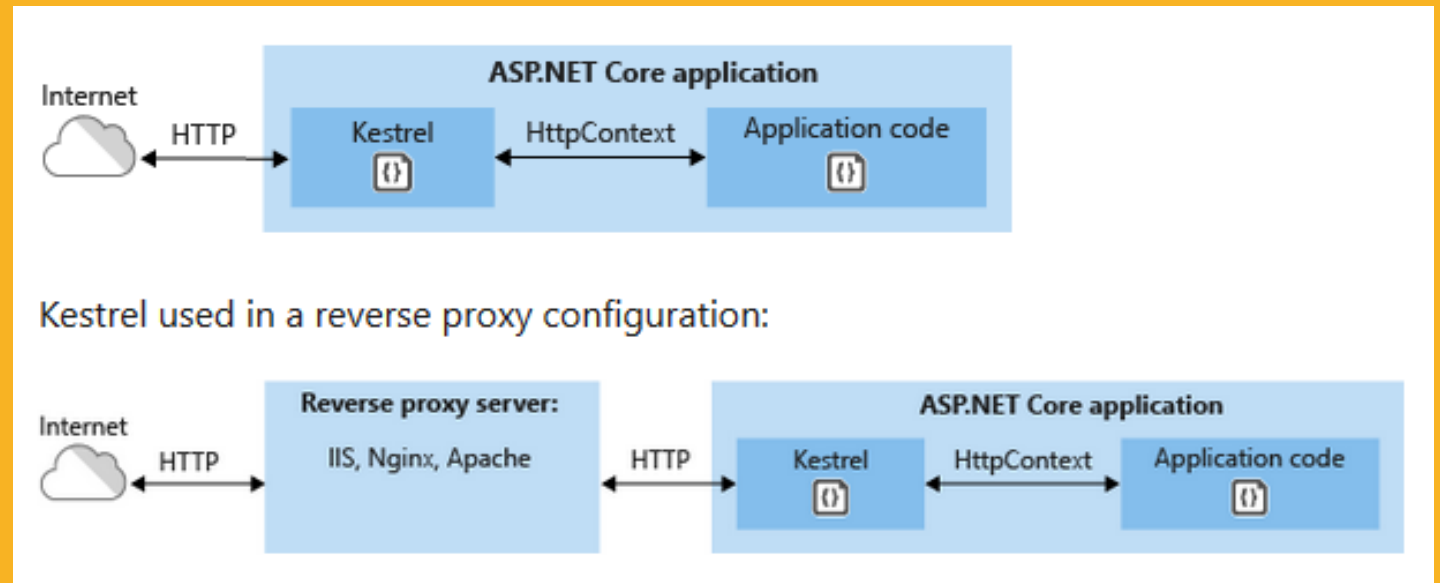 ASP.NET Core application
Internet
HTTP
Kestrel
{}
HttpContext
Application code
{}
Kestrel used in a reverse proxy configuration:
Internet
HTTP
Reverse proxy server:
IIS, Nginx, Apache
HTTP
ASP.NET Core application
Kestrel
{}
HttpContext
Application code
{}